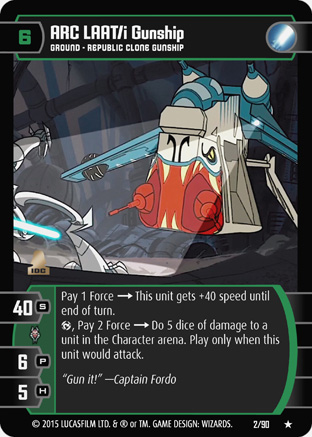 6
ARC LAAT/i Gunship
GROUND - REPUBLIC CLONE GUNSHIP
IDC
40 S
Pay 1 Force → This unit gets +40 speed until
end of turn.
, Pay 2 Force → Do 5 dice of damage to a
unit in the Character arena. Play only when this
unit would attack.
6 P
5 H
"Gun it!" —Captain Fordo
© 2015 LUCASFILM LTD. & ® or TM. GAME DESIGN: WIZARDS.
2/90 ★